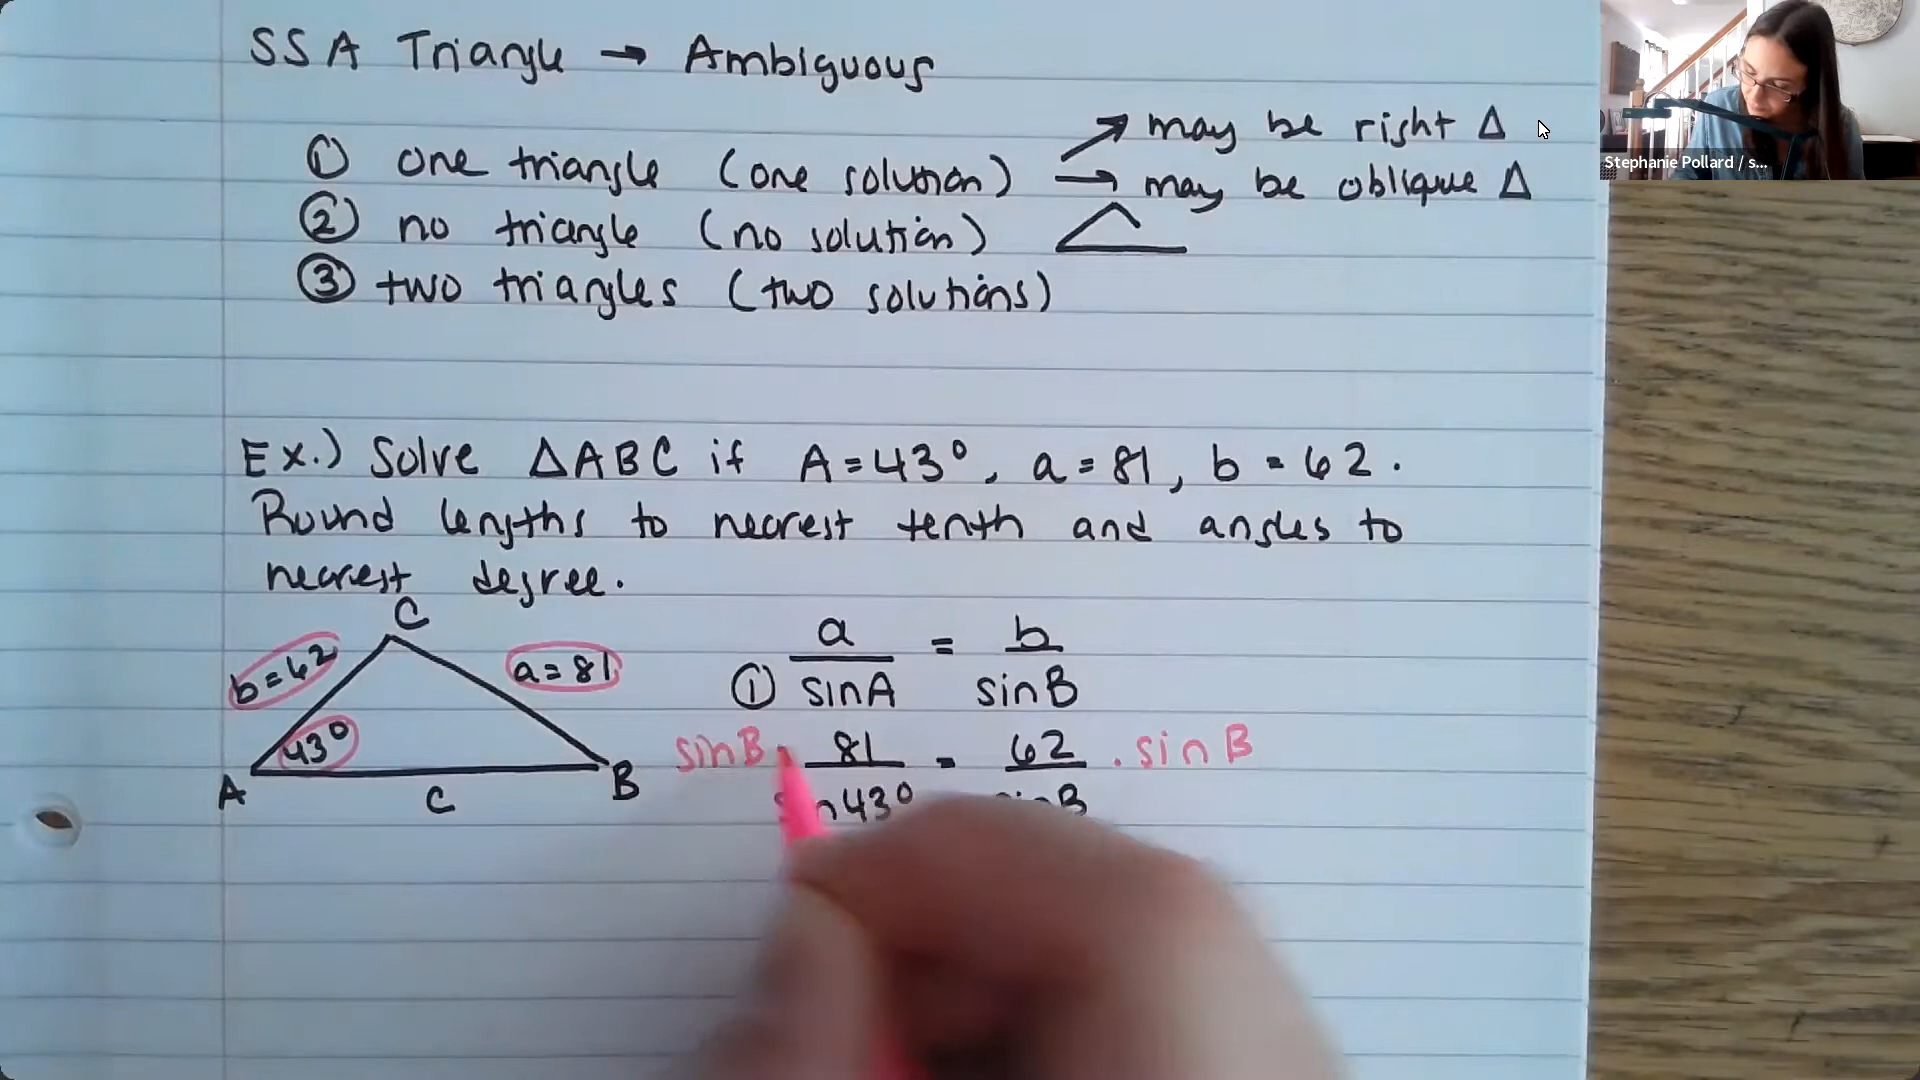 SSA Triangle → Ambiguous
① one triangle (one solution) → may be right Δ
→ may be oblique Δ
② no triangle (no solution)
③ two triangles (two solutions)
Ex.) Solve ΔABC if A = 43°, a = 81, b = 62.
Round lengths to nearest tenth and angles to
nearest degree.
C
b = 62
a = 81
43°
A
C
B
① a/sinA = b/sinB
sinB · 81/sin43° = 62/sinB · sinB
Stephanie Pollard / s...